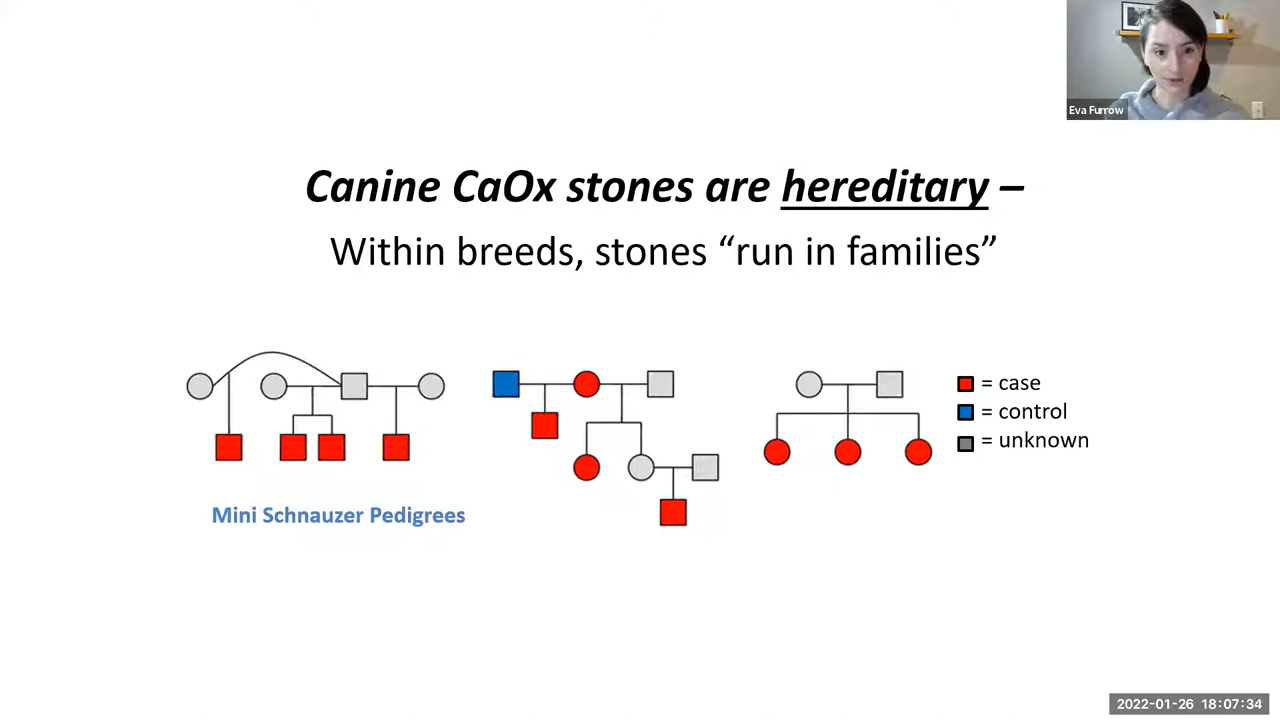 Eva Furrow
Canine CaOx stones are hereditary –
Within breeds, stones “run in families”
= case
= control
= unknown
Mini Schnauzer Pedigrees
2022-01-26 18:07:34